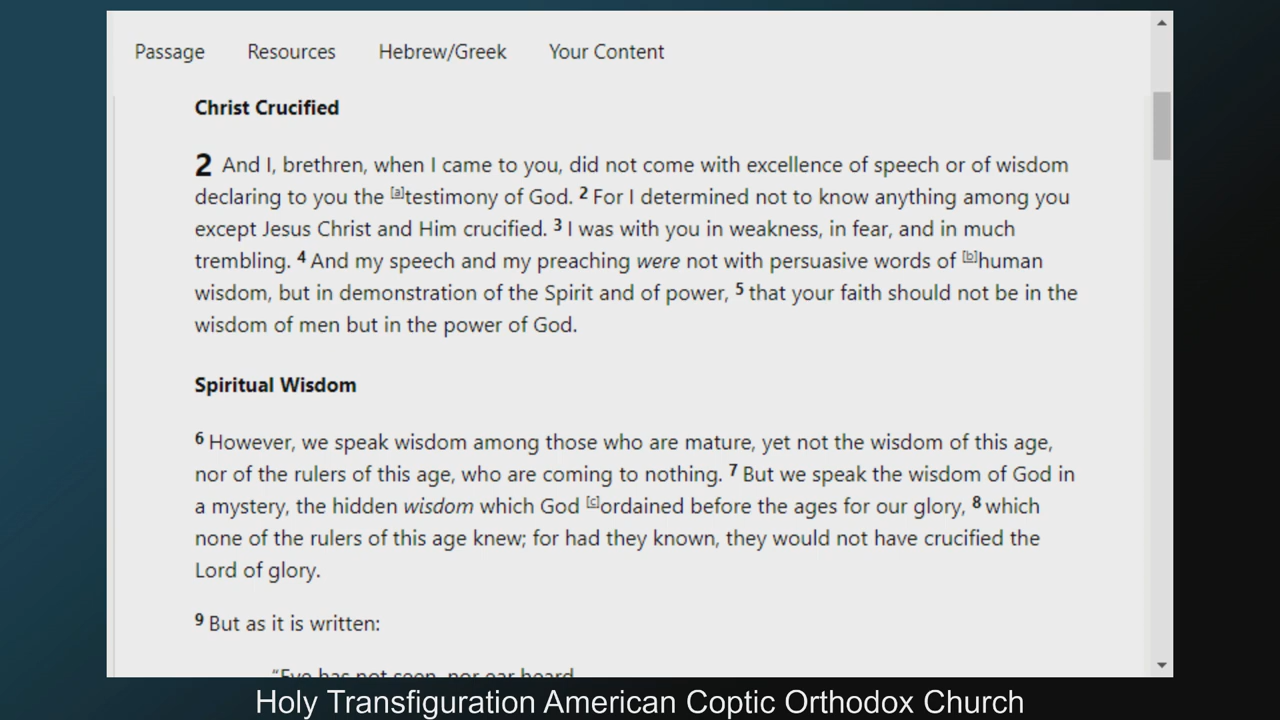 Passage Resources Hebrew/Greek Your Content
Christ Crucified
2 And I, brethren, when I came to you, did not come with excellence of speech or of wisdom
declaring to you the [a]testimony of God. 2 For I determined not to know anything among you
except Jesus Christ and Him crucified. 3 I was with you in weakness, in fear, and in much
trembling. 4 And my speech and my preaching were not with persuasive words of [b]human
wisdom, but in demonstration of the Spirit and of power, 5 that your faith should not be in the
wisdom of men but in the power of God.
Spiritual Wisdom
6 However, we speak wisdom among those who are mature, yet not the wisdom of this age,
nor of the rulers of this age, who are coming to nothing. 7 But we speak the wisdom of God in
a mystery, the hidden wisdom which God [c]ordained before the ages for our glory, 8 which
none of the rulers of this age knew; for had they known, they would not have crucified the
Lord of glory.
9 But as it is written:
“Eye has not seen, nor ear heard
Holy Transfiguration American Coptic Orthodox Church